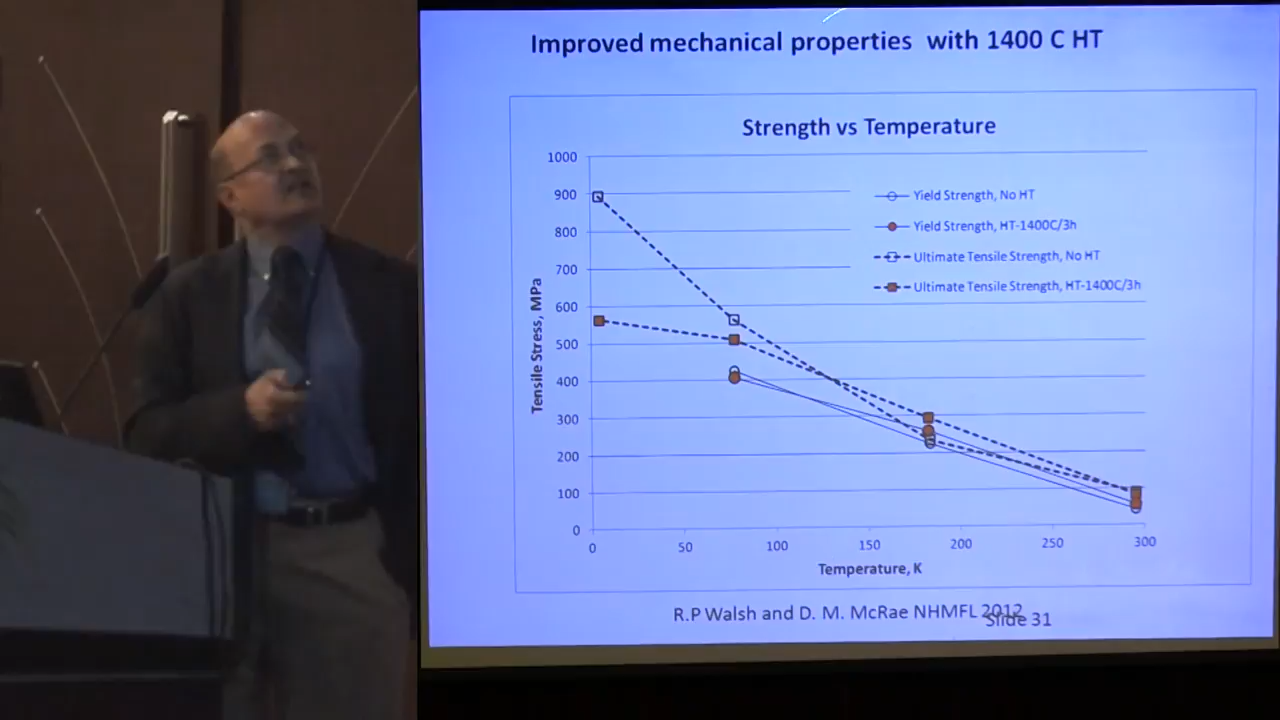 Improved mechanical properties with 1400 C HT
Strength vs Temperature
1000
900
800
700
600
500
400
300
200
100
0
Tensile Stress, MPa
Yield Strength, No HT
Yield Strength, HT-1400C/3h
Ultimate Tensile Strength, No HT
Ultimate Tensile Strength, HT-1400C/3h
0 50 100 150 200 250 300
Temperature, K
R.P Walsh and D. M. McRae NHMFL 2012
Slide 31